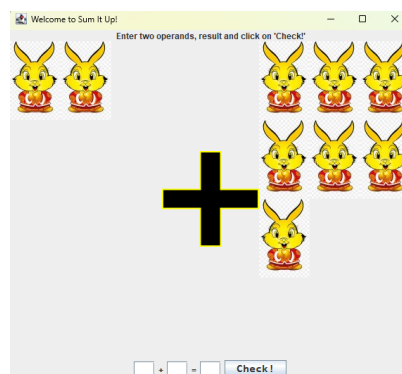 Welcome to Sum It Up!
Enter two operands, result and click on 'Check!'
+ = Check!